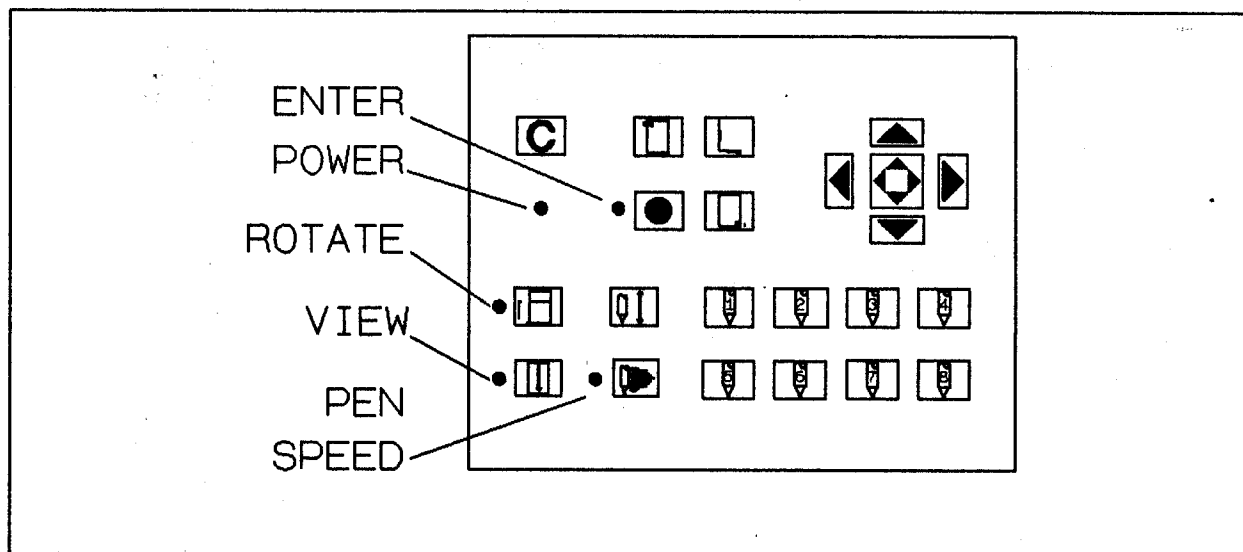 ENTER
C
POWER
ROTATE
1 2 3 4
VIEW
5 6 7 8
PEN
SPEED